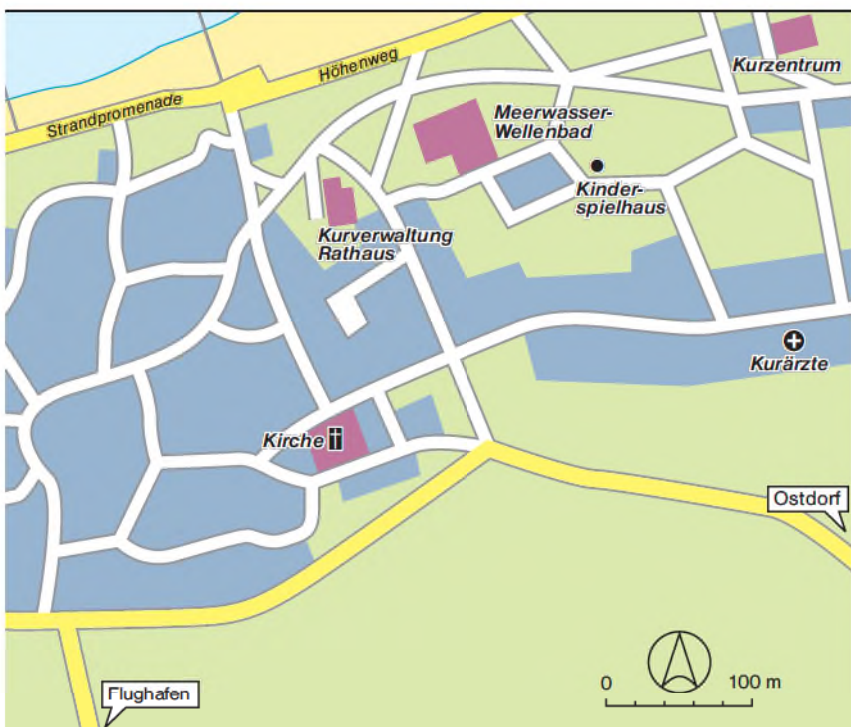 Höhenweg
Strandpromenade
Kurzentrum
Meerwasser-
Wellenbad
Kinder-
spielhaus
Kurverwaltung
Rathaus
Kurärzte
Kirche
Ostdorf
Flughafen
0 100 m